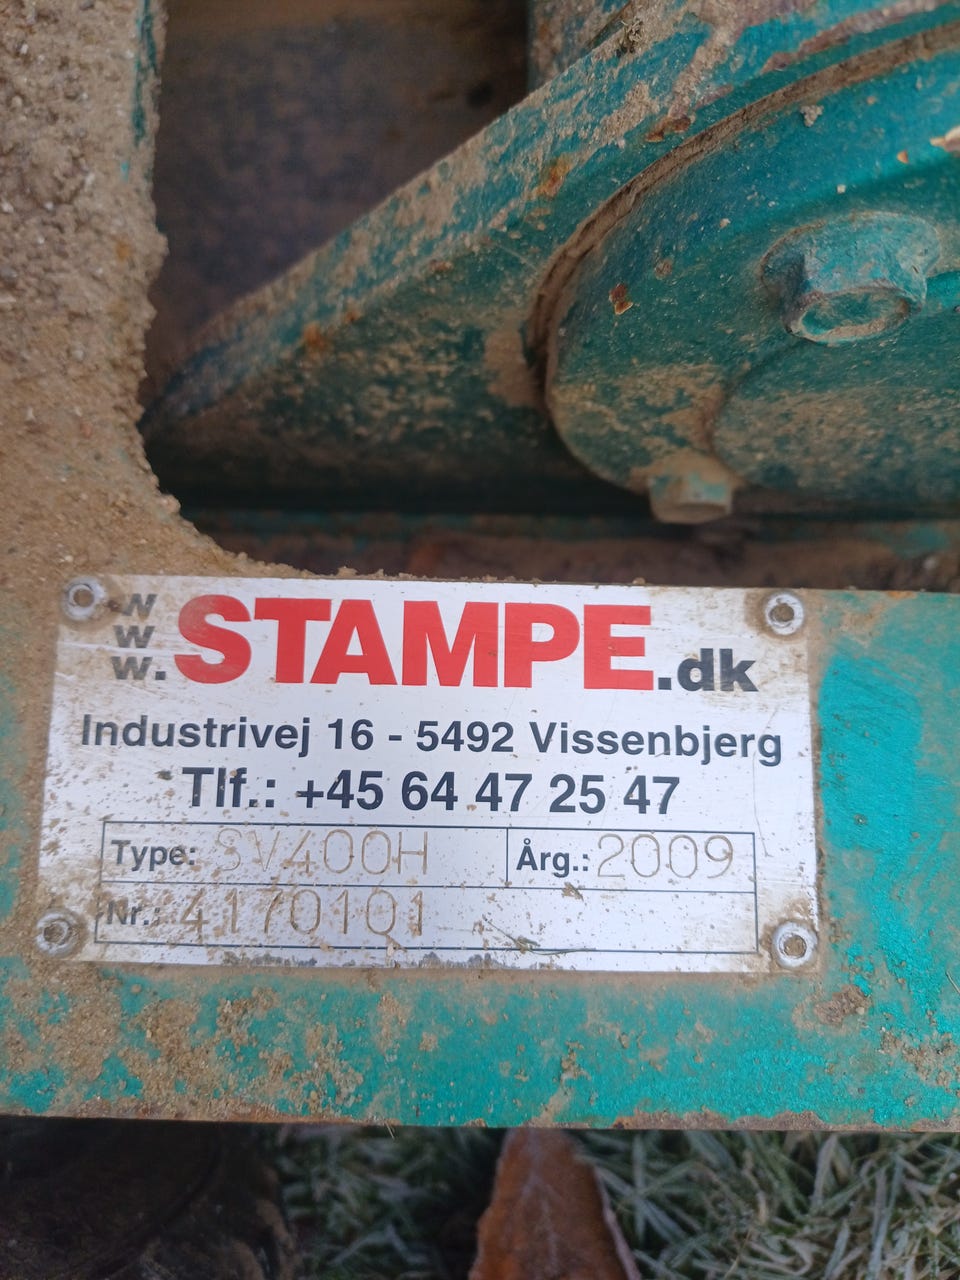 www.STAMPE.dk
Industrivej 16 - 5492 Vissenbjerg
Tlf.: +45 64 47 25 47
Type: SV400H Årg.: 2009
Nr.: 4170101